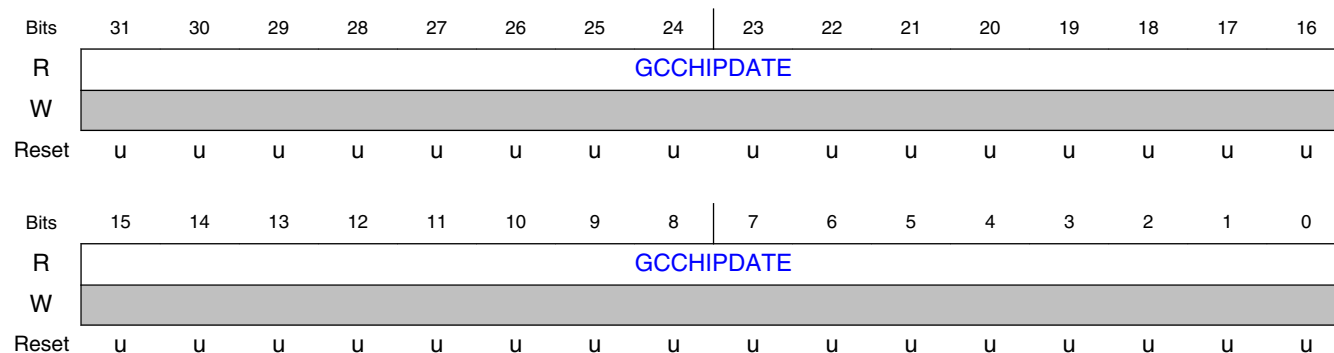 Bits 31 30 29 28 27 26 25 24 23 22 21 20 19 18 17 16
R GCCHIPDATE
W
Reset u u u u u u u u u u u u u u u u
Bits 15 14 13 12 11 10 9 8 7 6 5 4 3 2 1 0
R GCCHIPDATE
W
Reset u u u u u u u u u u u u u u u u